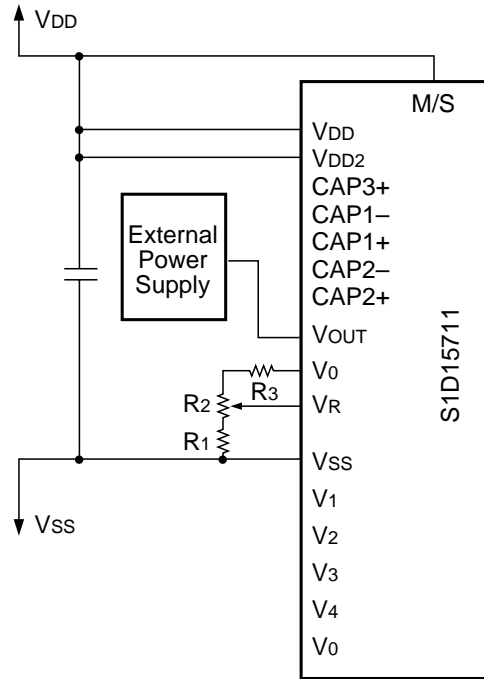 VDD
M/S
VDD
VDD2
CAP3+
CAP1–
CAP1+
CAP2–
CAP2+
External
Power
Supply
VOUT
V0
R3
R2
VR
R1
VSS
VSS
V1
V2
V3
V4
V0
S1D15711